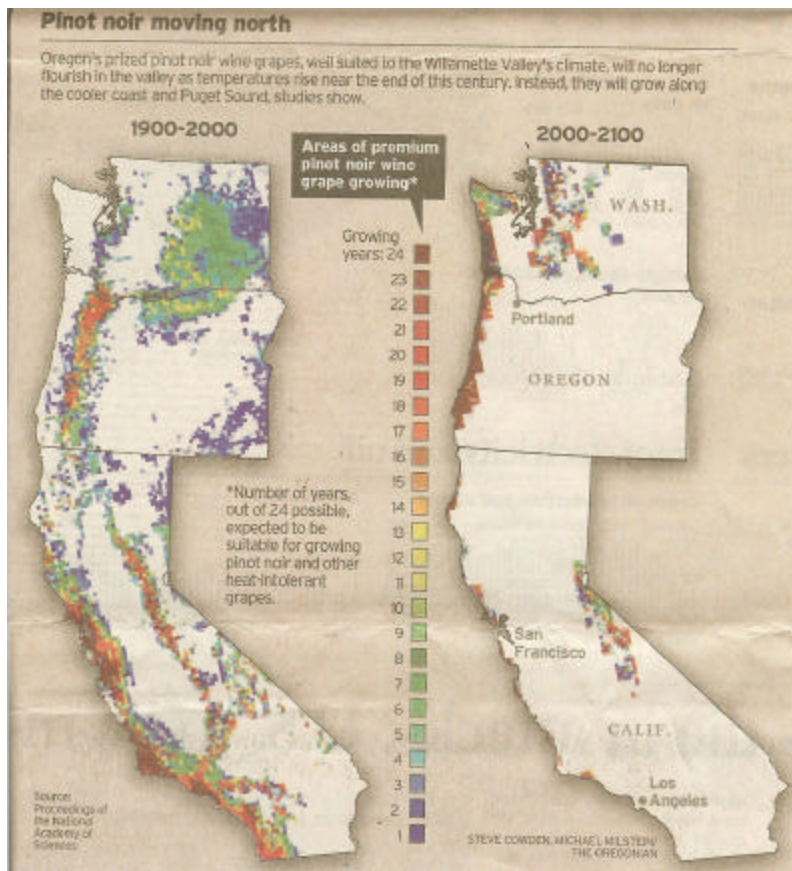 Pinot noir moving north
Oregon's prized pinot noir wine grapes, well suited to the Willamette Valley's climate, will no longer
flourish in the valley as temperatures rise near the end of this century. Instead, they will grow along
the cooler coast and Puget Sound, studies show.
1900-2000
Areas of premium
pinot noir wine
grape growing*
2000-2100
Growing
years: 24
23
22
21
20
19
18
17
16
15
14
13
12
11
10
9
8
7
6
5
4
3
2
1
*Number of years,
out of 24 possible,
expected to be
suitable for growing
pinot noir and other
heat-intolerant
grapes.
WASH.
Portland
OREGON
San
Francisco
CALIF.
Los
Angeles
Source:
Proceedings of
the National
Academy of
Sciences
STEVE COWDEN, MICHAEL MILSTEIN/
THE OREGONIAN